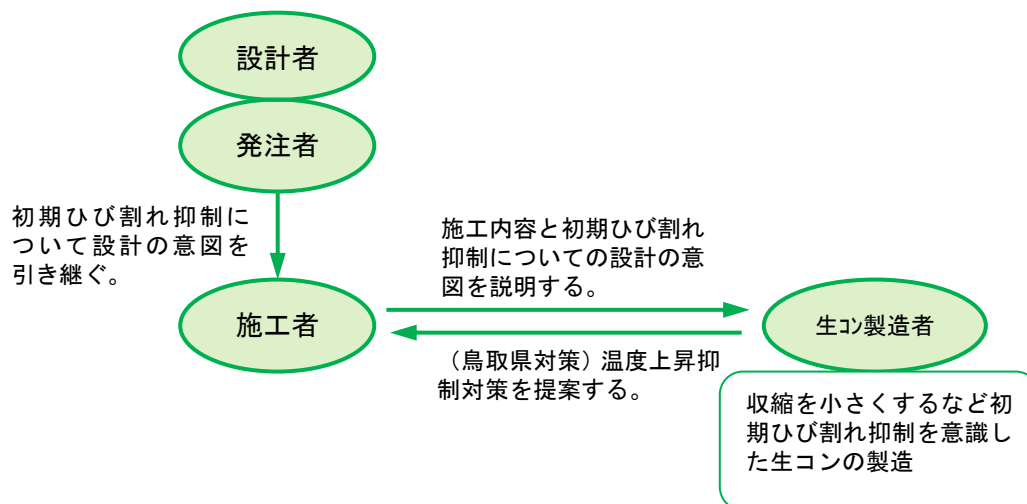 設計者
発注者
初期ひび割れ抑制に
ついて設計の意図を
引き継ぐ。
施工内容と初期ひび割れ
抑制についての設計の意
図を説明する。
施工者
生ｺﾝ製造者
（鳥取県対策）温度上昇抑
制対策を提案する。
収縮を小さくするなど初
期ひび割れ抑制を意識し
た生コンの製造